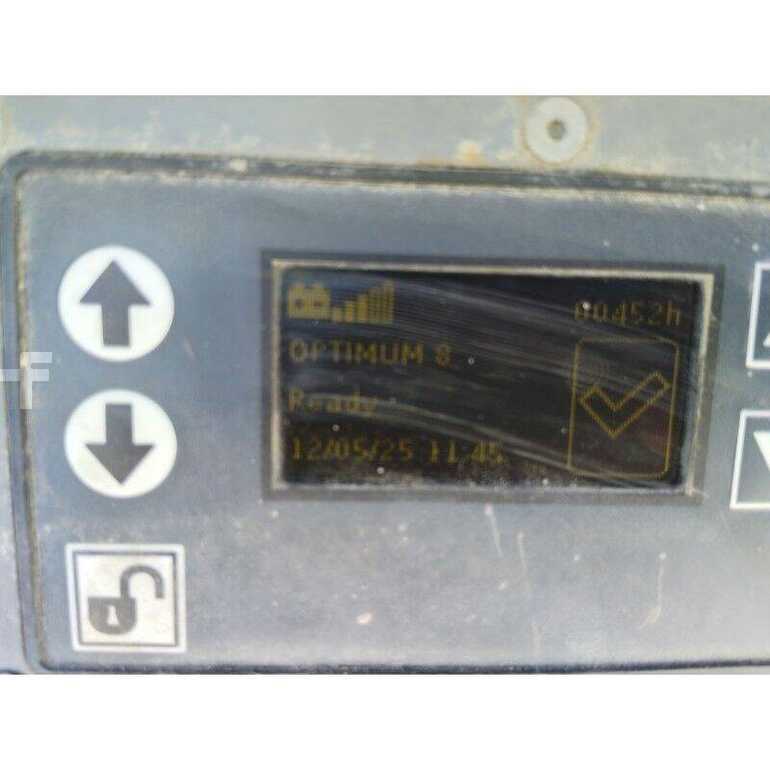 00452h
OPTIMUM 8
Ready
12/05/25 11:45
-F